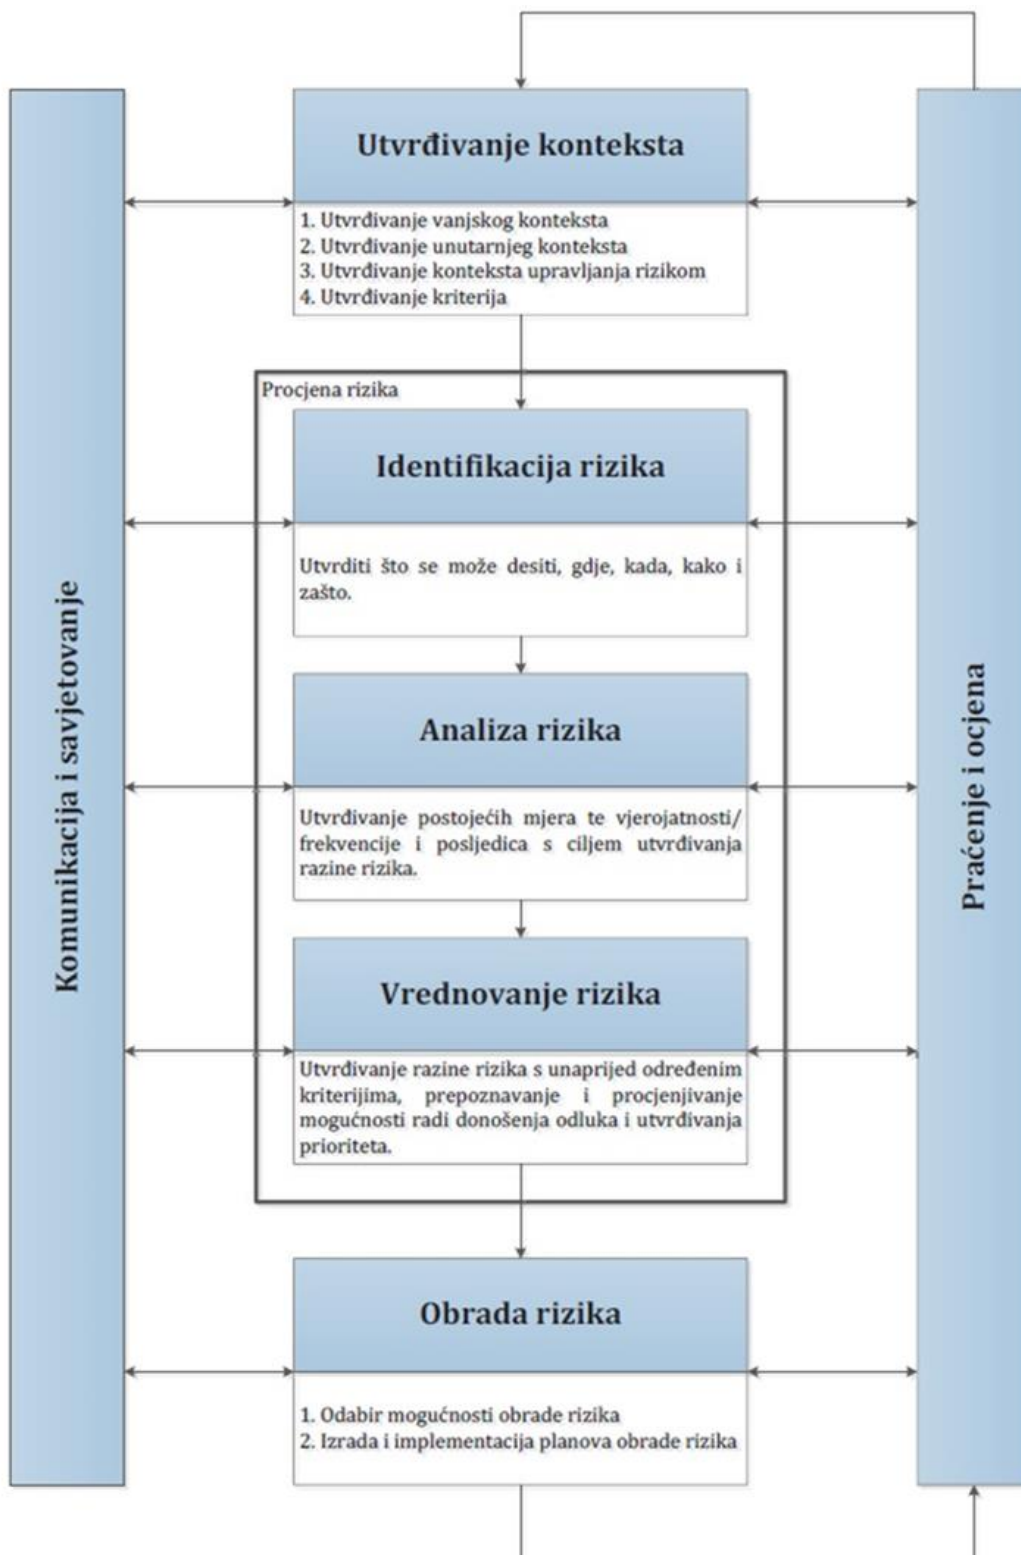 Utvrđivanje konteksta
1. Utvrđivanje vanjskog konteksta
2. Utvrđivanje unutarnjeg konteksta
3. Utvrđivanje konteksta upravljanja rizikom
4. Utvrđivanje kriterija
Procjena rizika
Identifikacija rizika
Utvrditi što se može desiti, gdje, kada, kako i
zašto.
Analiza rizika
Utvrđivanje postojećih mjera te vjerojatnosti/
frekvencije i posljedica s ciljem utvrđivanja
razine rizika.
Vrednovanje rizika
Utvrđivanje razine rizika s unaprijed određenim
kriterijima, prepoznavanje i procjenjivanje
mogućnosti radi donošenja odluka i utvrđivanja
prioriteta.
Obrada rizika
1. Odabir mogućnosti obrade rizika
2. Izrada i implementacija planova obrade rizika
Komunikacija i savjetovanje
Praćenje i ocjena